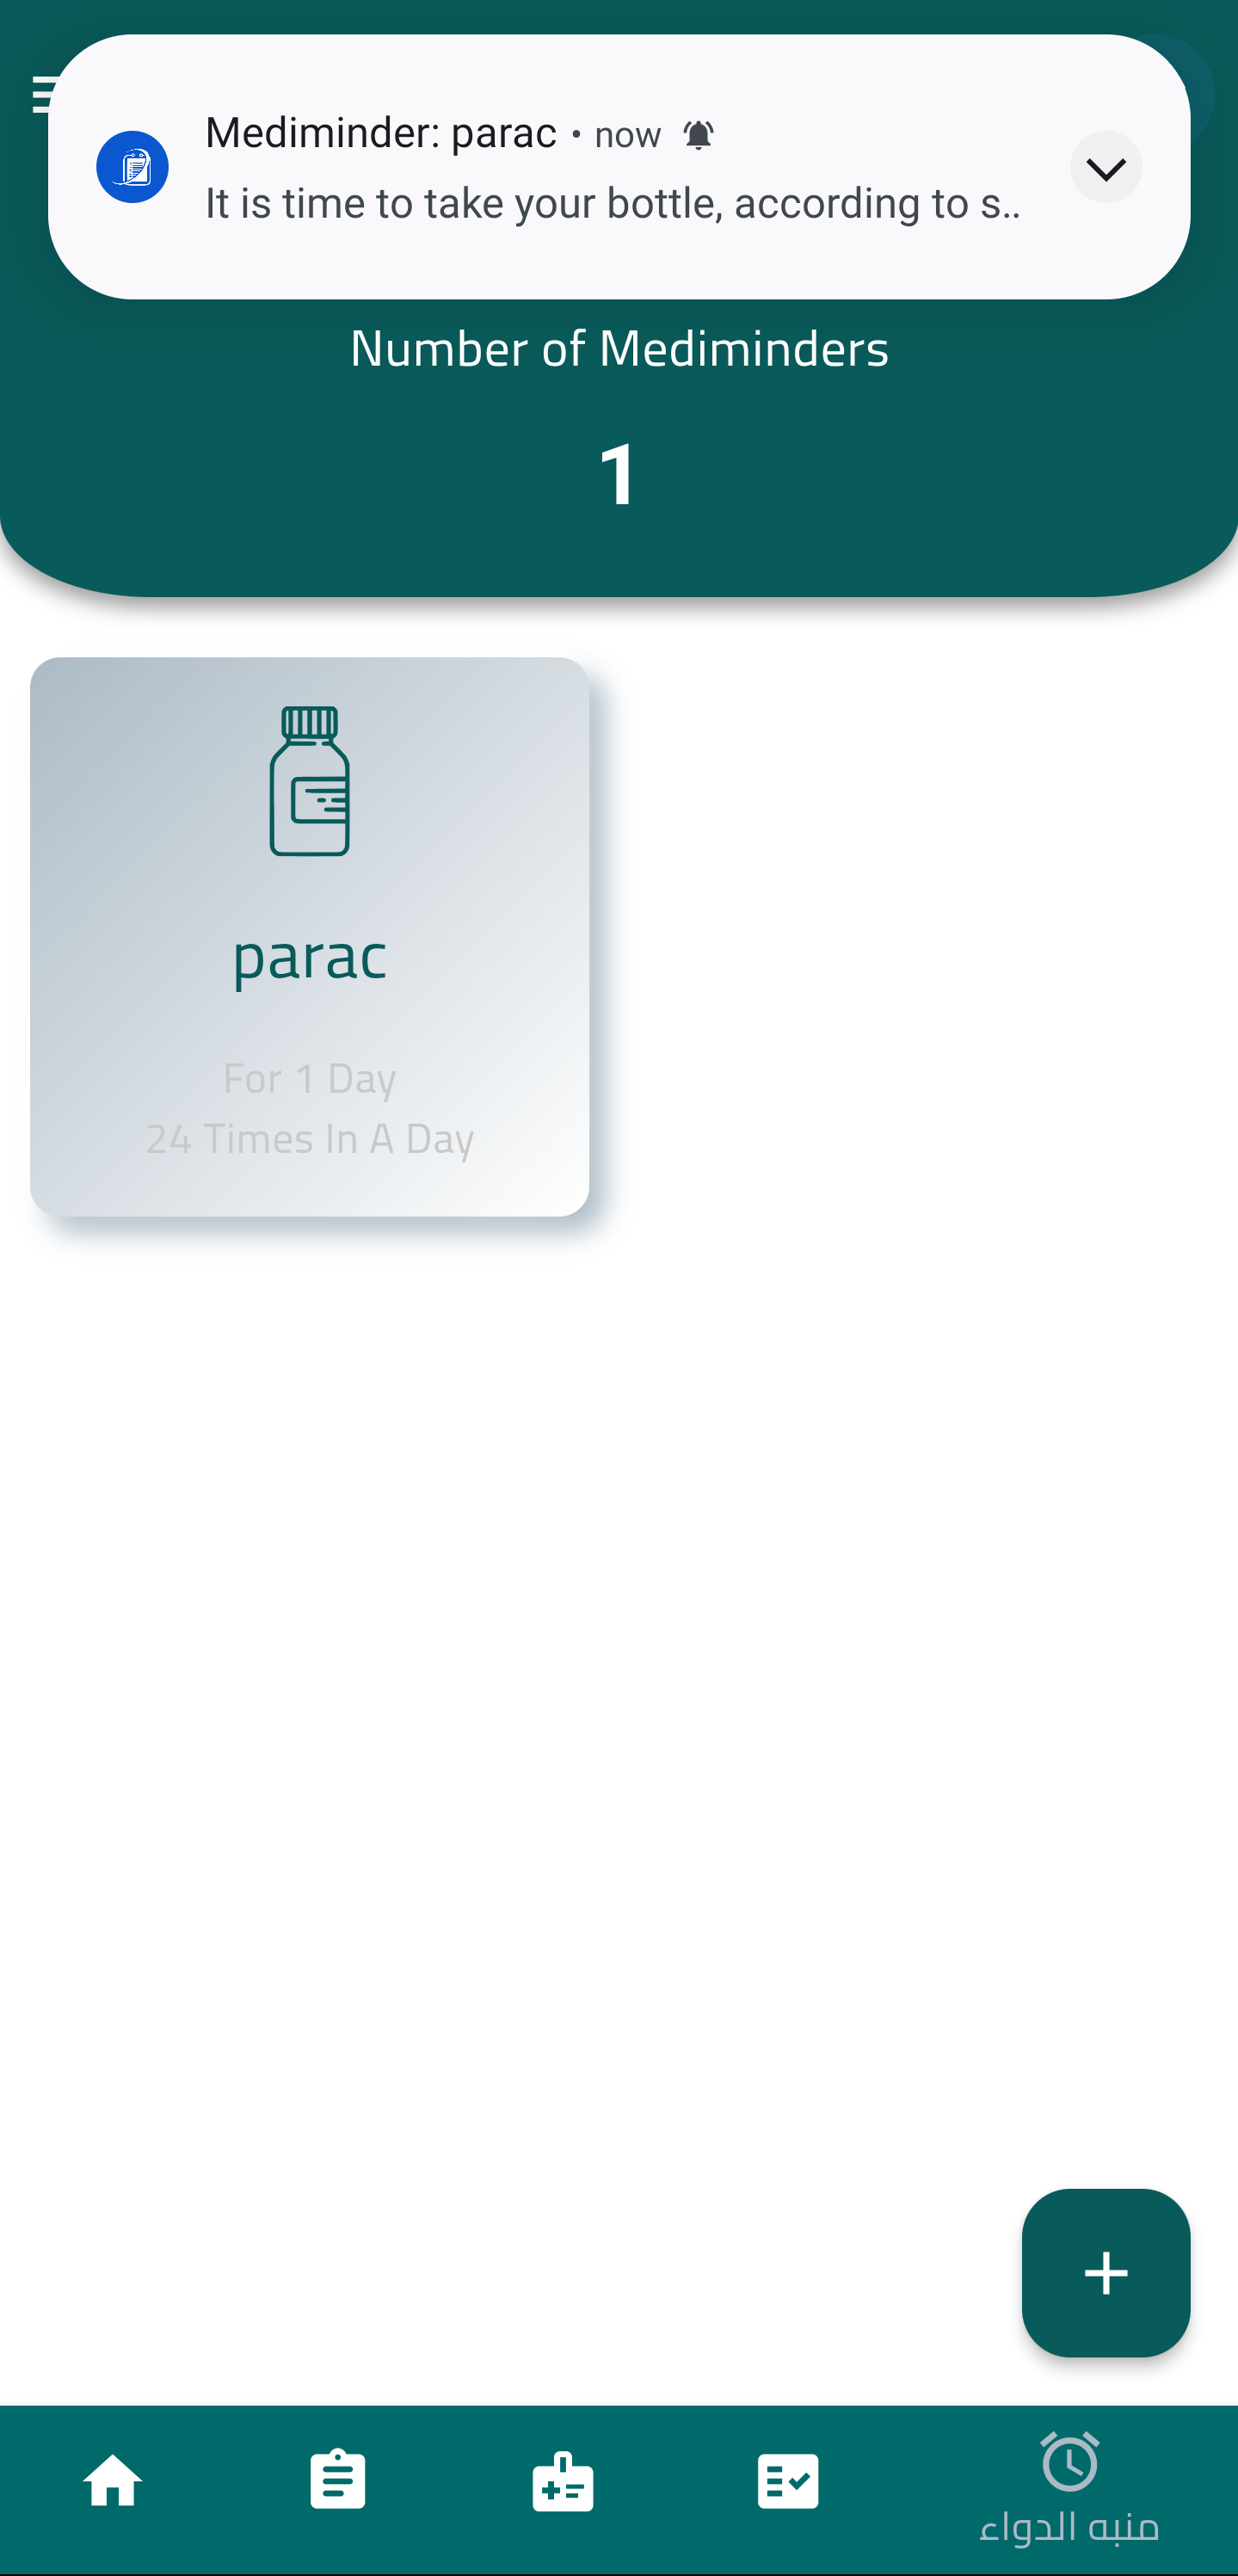 Mediminder: parac • now
It is time to take your bottle, according to s..
Number of Mediminders
1
parac
For 1 Day
24 Times In A Day
منبه الدواء